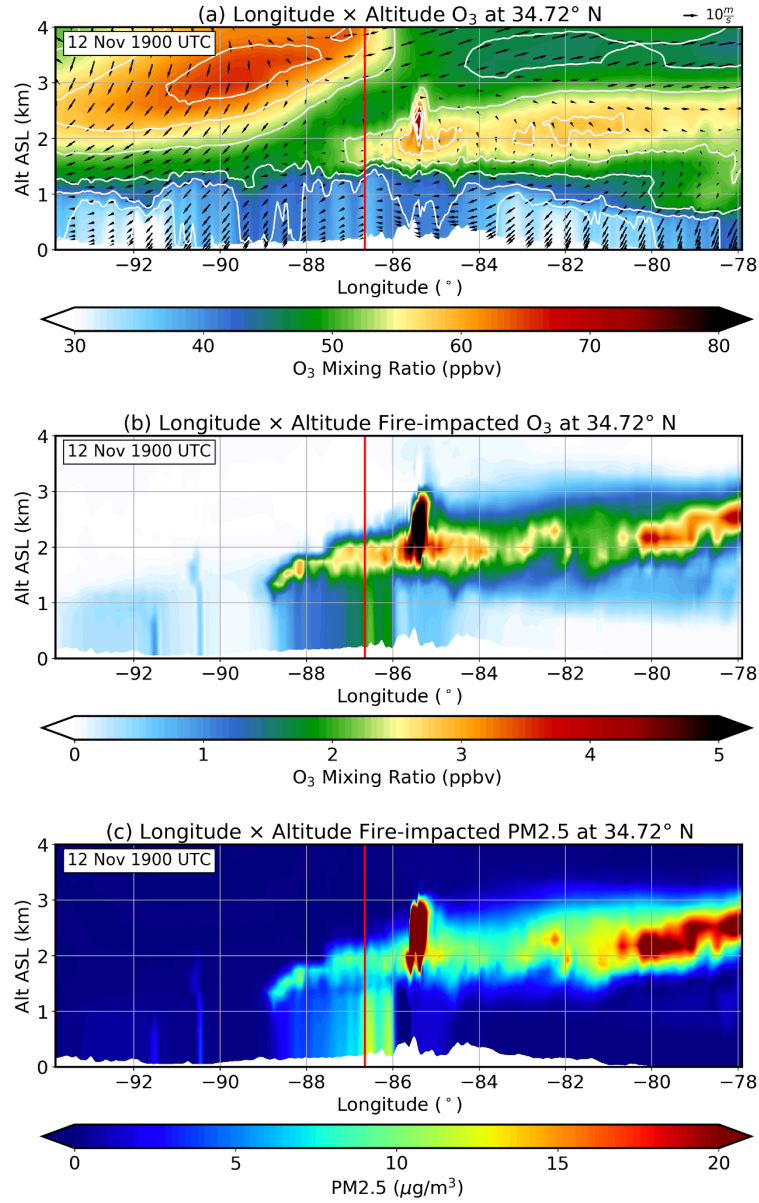 (a) Longitude × Altitude O₃ at 34.72° N
10 m/s
12 Nov 1900 UTC
4
3
2
1
0
Alt ASL (km)
−92 −90 −88 −86 −84 −82 −80 −78
Longitude (°)
30 40 50 60 70 80
O₃ Mixing Ratio (ppbv)
(b) Longitude × Altitude Fire-impacted O₃ at 34.72° N
12 Nov 1900 UTC
4
3
2
1
0
Alt ASL (km)
−92 −90 −88 −86 −84 −82 −80 −78
Longitude (°)
0 1 2 3 4 5
O₃ Mixing Ratio (ppbv)
(c) Longitude × Altitude Fire-impacted PM2.5 at 34.72° N
12 Nov 1900 UTC
4
3
2
1
0
Alt ASL (km)
−92 −90 −88 −86 −84 −82 −80 −78
Longitude (°)
0 5 10 15 20
PM2.5 (μg/m³)